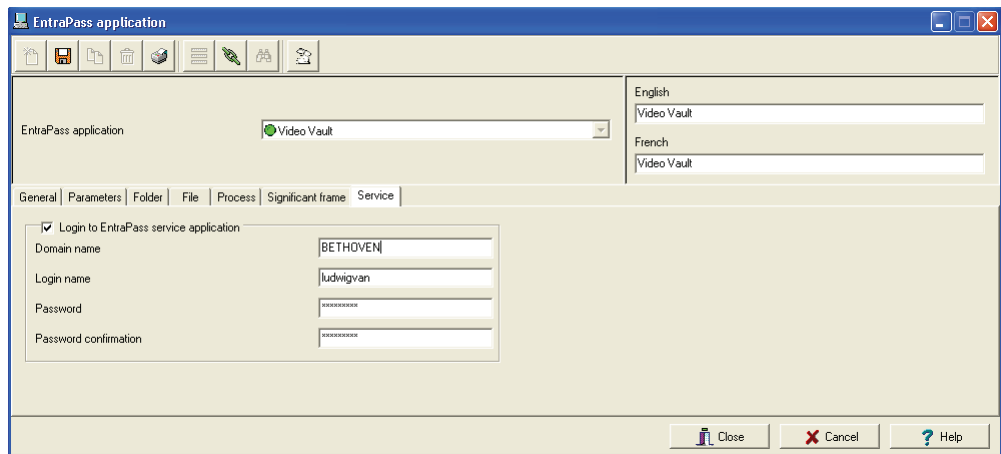 EntraPass application
English
Video Vault
EntraPass application
Video Vault
French
Video Vault
General Parameters Folder File Process Significant frame Service
Login to EntraPass service application
Domain name BETHOVEN
Login name ludwigvan
Password *********
Password confirmation *********
Close Cancel ? Help